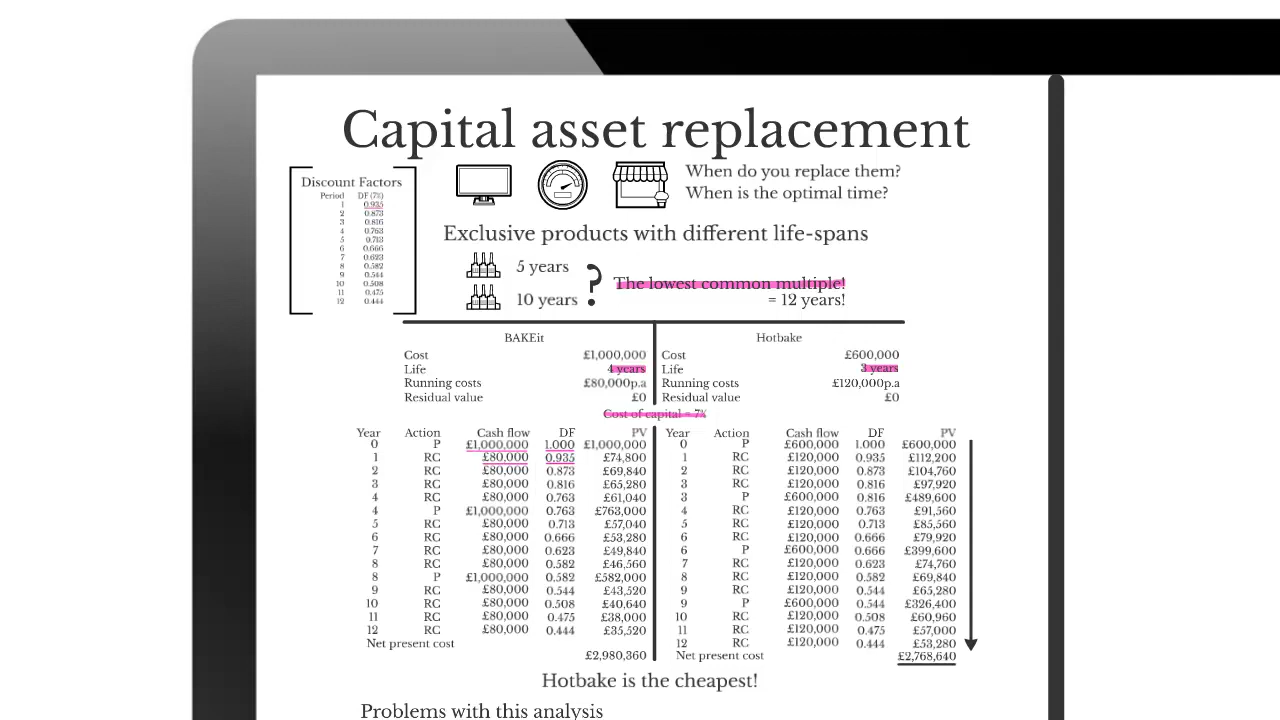 Capital asset replacement
Discount Factors
Period DF (7%)
1 0.935
2 0.873
3 0.816
4 0.763
5 0.713
6 0.666
7 0.623
8 0.582
9 0.544
10 0.508
11 0.475
12 0.444
When do you replace them?
When is the optimal time?
Exclusive products with different life-spans
5 years
10 years
?
The lowest common multiple!
= 12 years!
BAKEit
Cost £1,000,000
Life 4 years
Running costs £80,000p.a
Residual value £0
Hotbake
Cost £600,000
Life 3 years
Running costs £120,000p.a
Residual value £0
Cost of capital = 7%
Year Action Cash flow DF PV
0 P £1,000,000 1.000 £1,000,000
1 RC £80,000 0.935 £74,800
2 RC £80,000 0.873 £69,840
3 RC £80,000 0.816 £65,280
4 RC £80,000 0.763 £61,040
4 P £1,000,000 0.763 £763,000
5 RC £80,000 0.713 £57,040
6 RC £80,000 0.666 £53,280
7 RC £80,000 0.623 £49,840
8 RC £80,000 0.582 £46,560
8 P £1,000,000 0.582 £582,000
9 RC £80,000 0.544 £43,520
10 RC £80,000 0.508 £40,640
11 RC £80,000 0.475 £38,000
12 RC £80,000 0.444 £35,520
Net present cost
£2,980,360
Year Action Cash flow DF PV
0 P £600,000 1.000 £600,000
1 RC £120,000 0.935 £112,200
2 RC £120,000 0.873 £104,760
3 RC £120,000 0.816 £97,920
3 P £600,000 0.816 £489,600
4 RC £120,000 0.763 £91,560
5 RC £120,000 0.713 £85,560
6 RC £120,000 0.666 £79,920
6 P £600,000 0.666 £399,600
7 RC £120,000 0.623 £74,760
8 RC £120,000 0.582 £69,840
9 RC £120,000 0.544 £65,280
9 P £600,000 0.544 £326,400
10 RC £120,000 0.508 £60,960
11 RC £120,000 0.475 £57,000
12 RC £120,000 0.444 £53,280
Net present cost £2,768,640
Hotbake is the cheapest!
Problems with this analysis